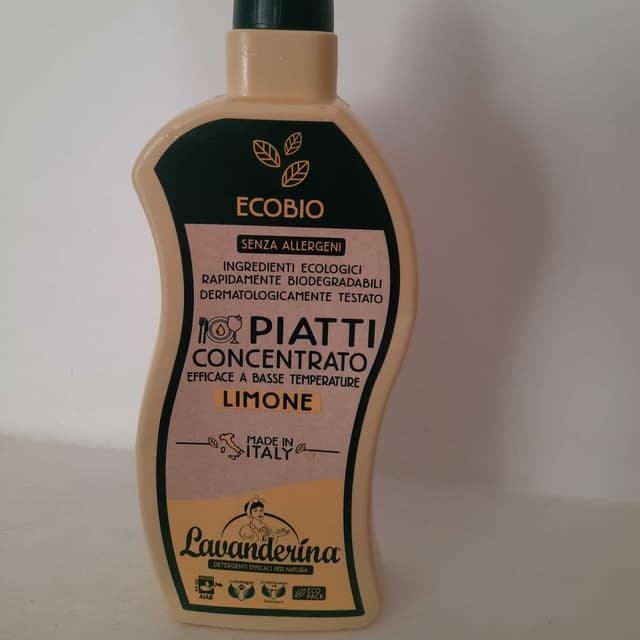 ECOBIO
SENZA ALLERGENI
INGREDIENTI ECOLOGICI
RAPIDAMENTE BIODEGRADABILI
DERMATOLOGICAMENTE TESTATO
PIATTI
CONCENTRATO
EFFICACE A BASSE TEMPERATURE
LIMONE
MADE IN
ITALY
Lavanderina
DETERGENTI EFFICACI PER NATURA
ECO
PACK